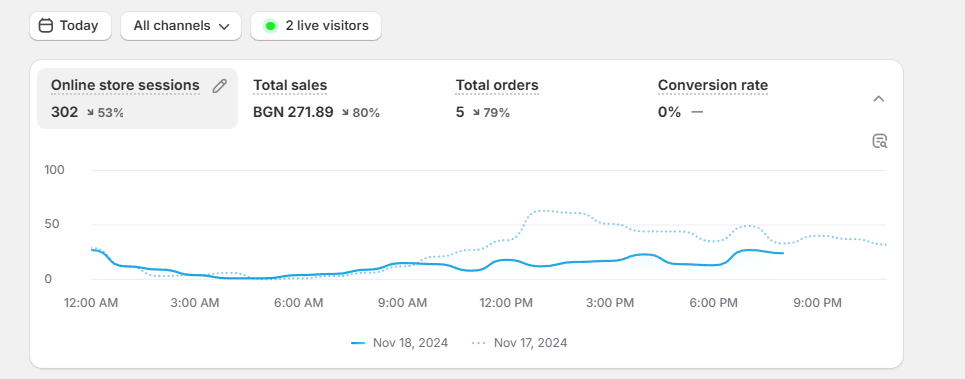 Today All channels 2 live visitors
Online store sessions Total sales Total orders Conversion rate
302 53% BGN 271.89 80% 5 79% 0% —
100
50
0
12:00 AM 3:00 AM 6:00 AM 9:00 AM 12:00 PM 3:00 PM 6:00 PM 9:00 PM
Nov 18, 2024 Nov 17, 2024